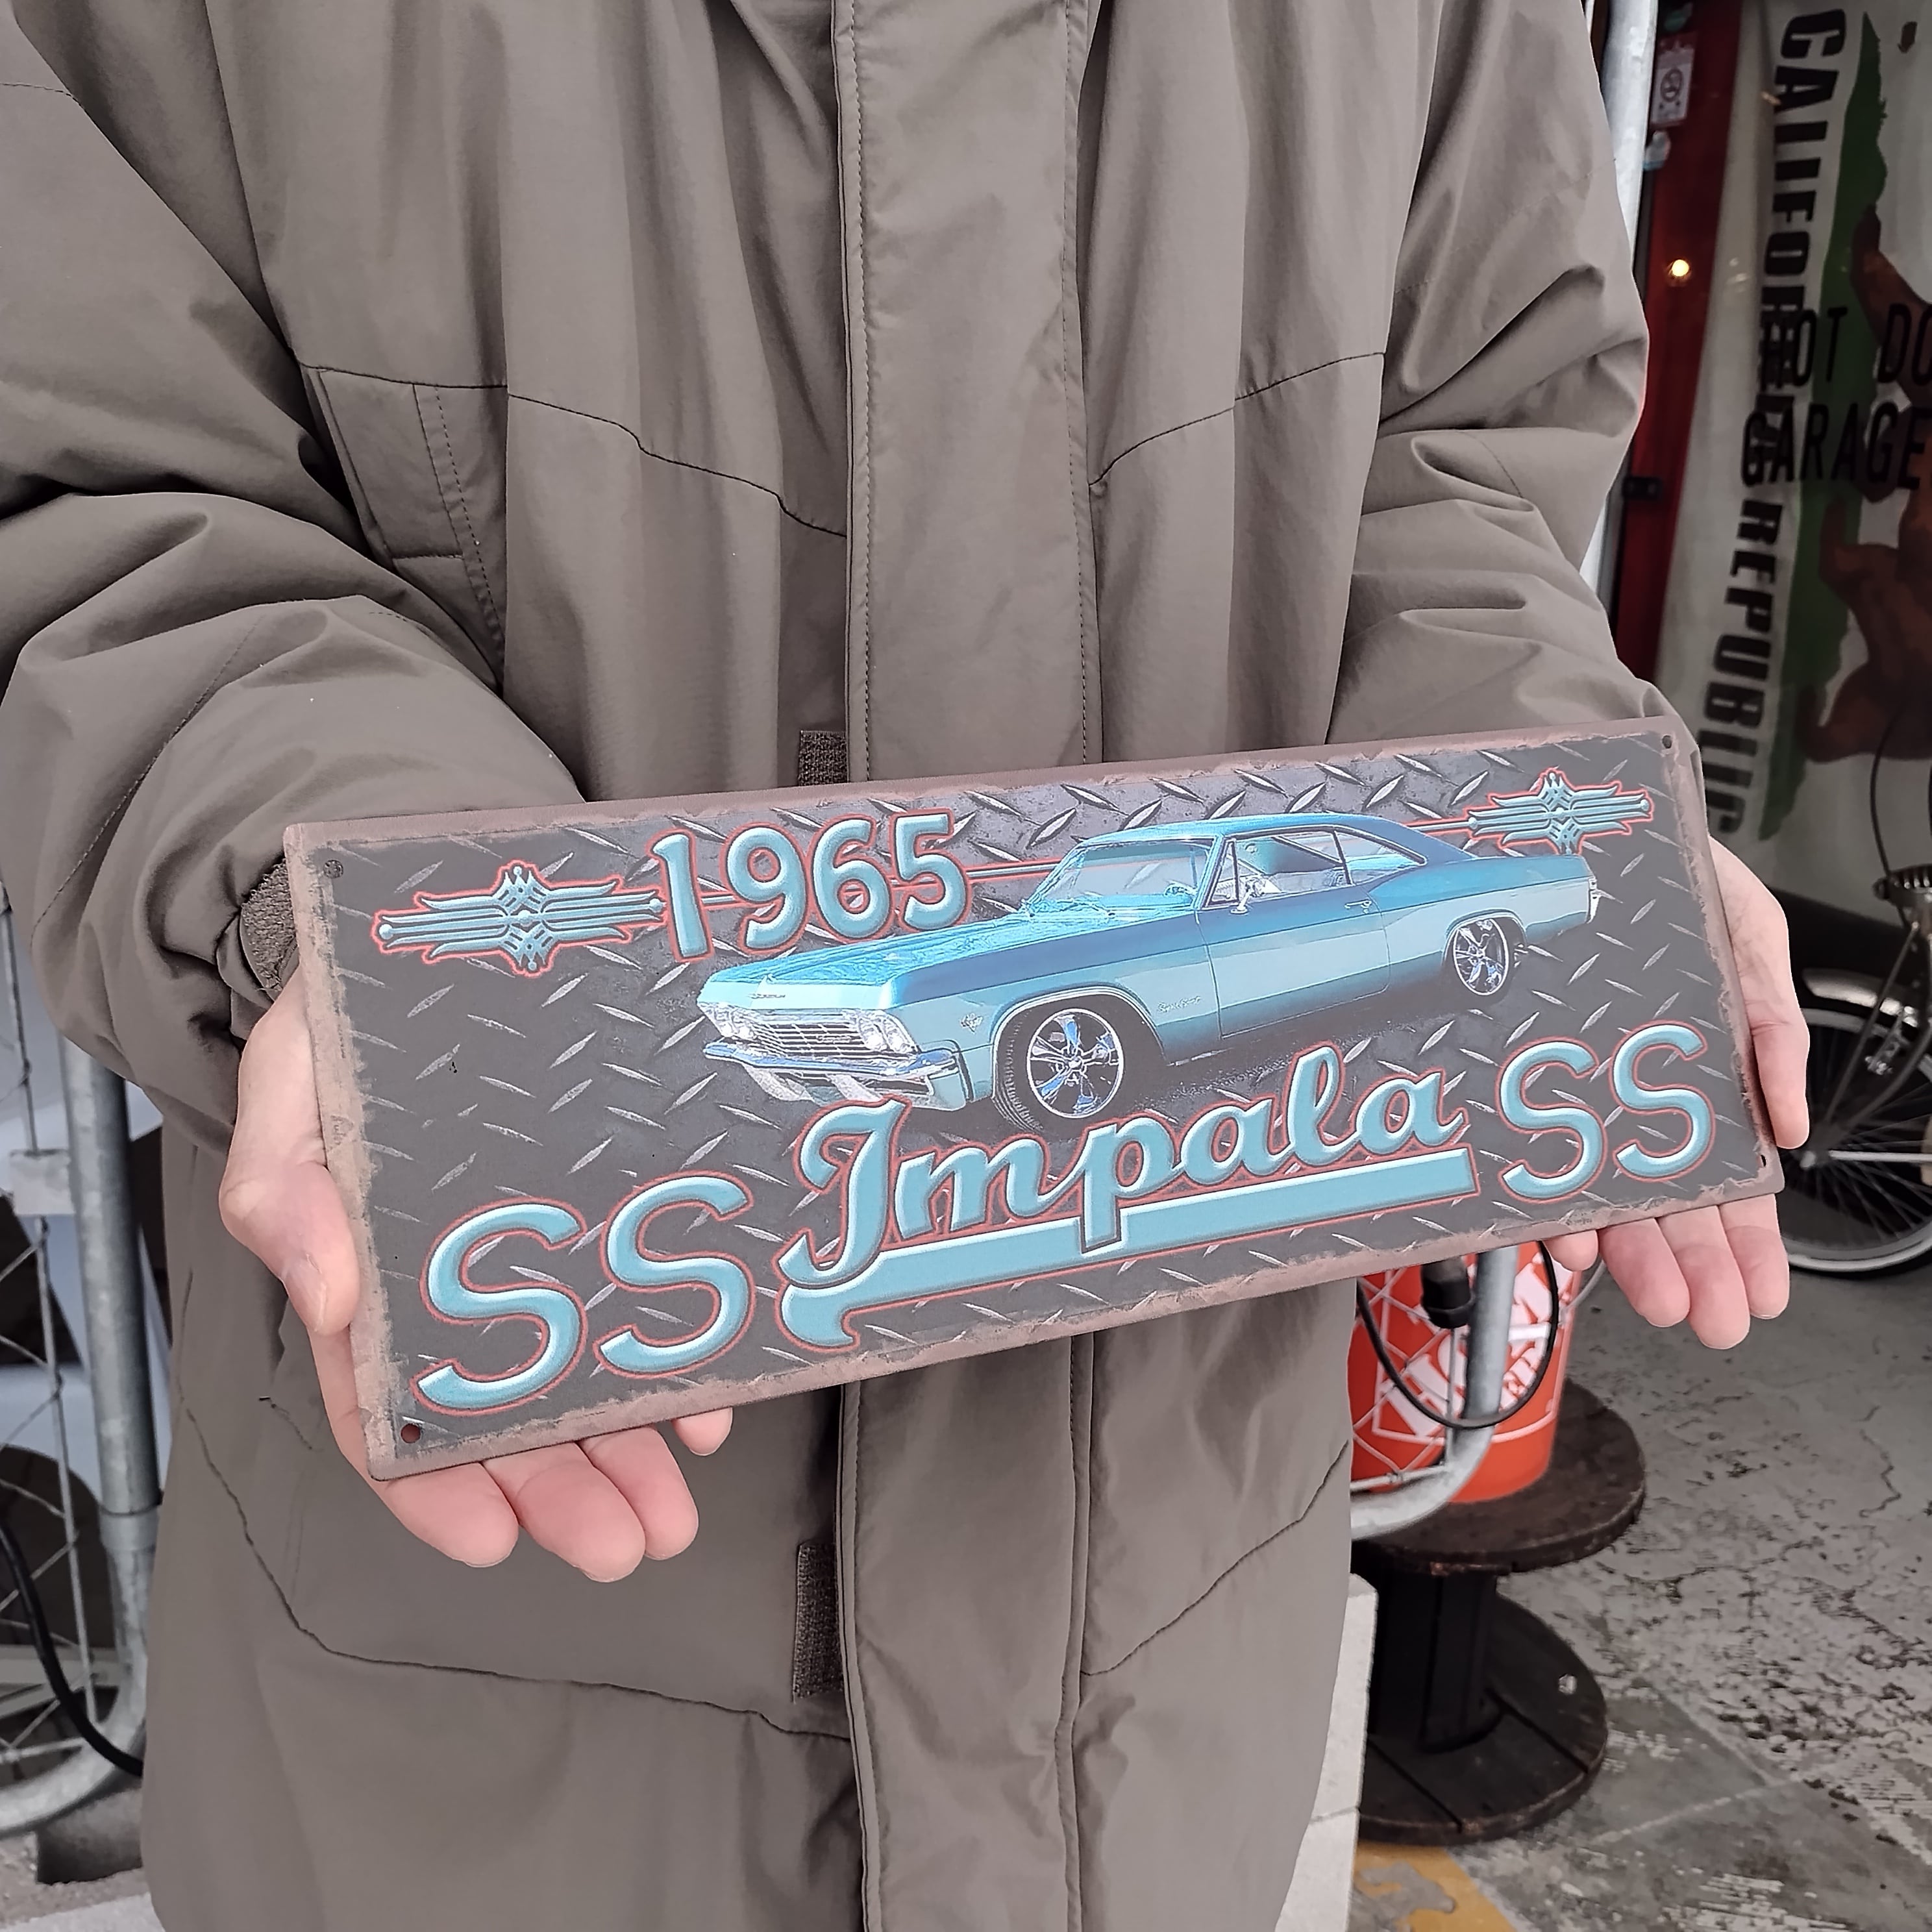 1965
SS Impala SS
CALIFORNIA REPUBLIC
GARAGE